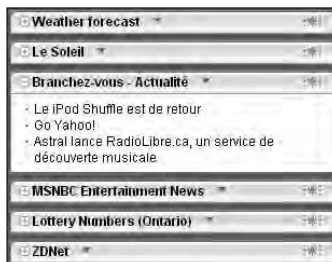 Weather forecast
Le Soleil
Branchez-vous - Actualité
· Le iPod Shuffle est de retour
· Go Yahoo!
· Astral lance RadioLibre.ca, un service de
découverte musicale
MSNBC Entertainment News
Lottery Numbers (Ontario)
ZDNet